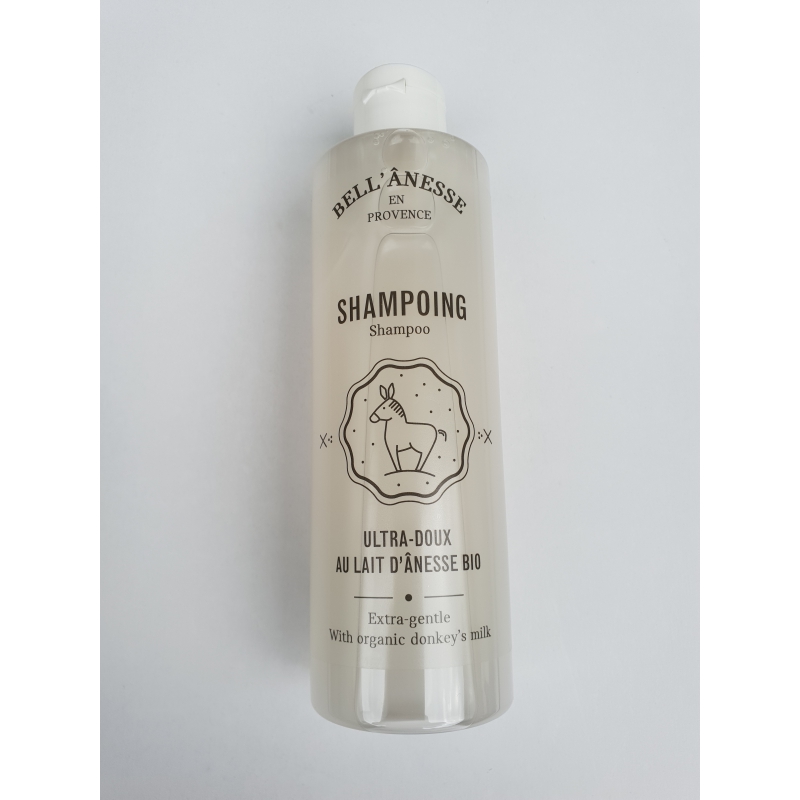 BELL'ÂNESSE
EN
PROVENCE
SHAMPOING
Shampoo
ULTRA-DOUX
AU LAIT D'ÂNESSE BIO
Extra-gentle
With organic donkey's milk